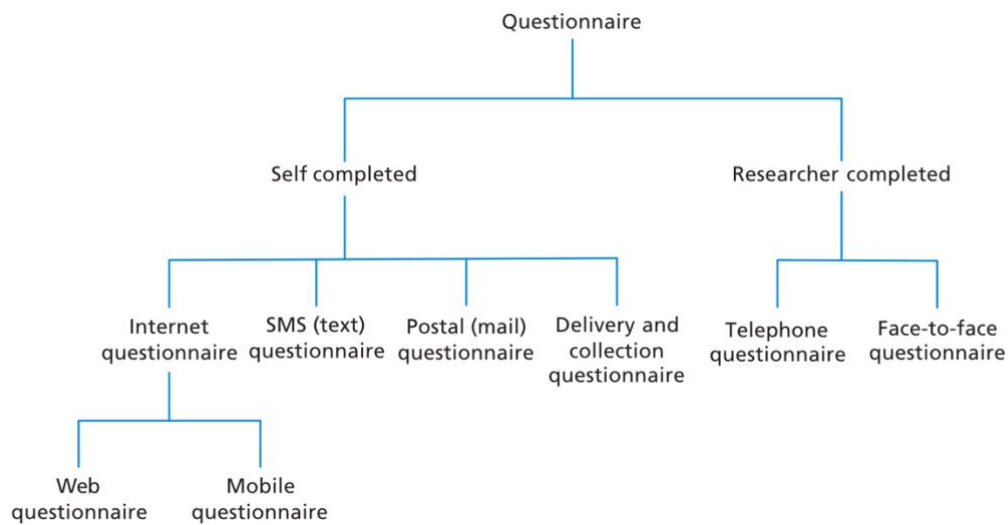 Questionnaire
Self completed
Researcher completed
Internet
questionnaire
SMS (text)
questionnaire
Postal (mail)
questionnaire
Delivery and
collection
questionnaire
Telephone
questionnaire
Face-to-face
questionnaire
Web
questionnaire
Mobile
questionnaire